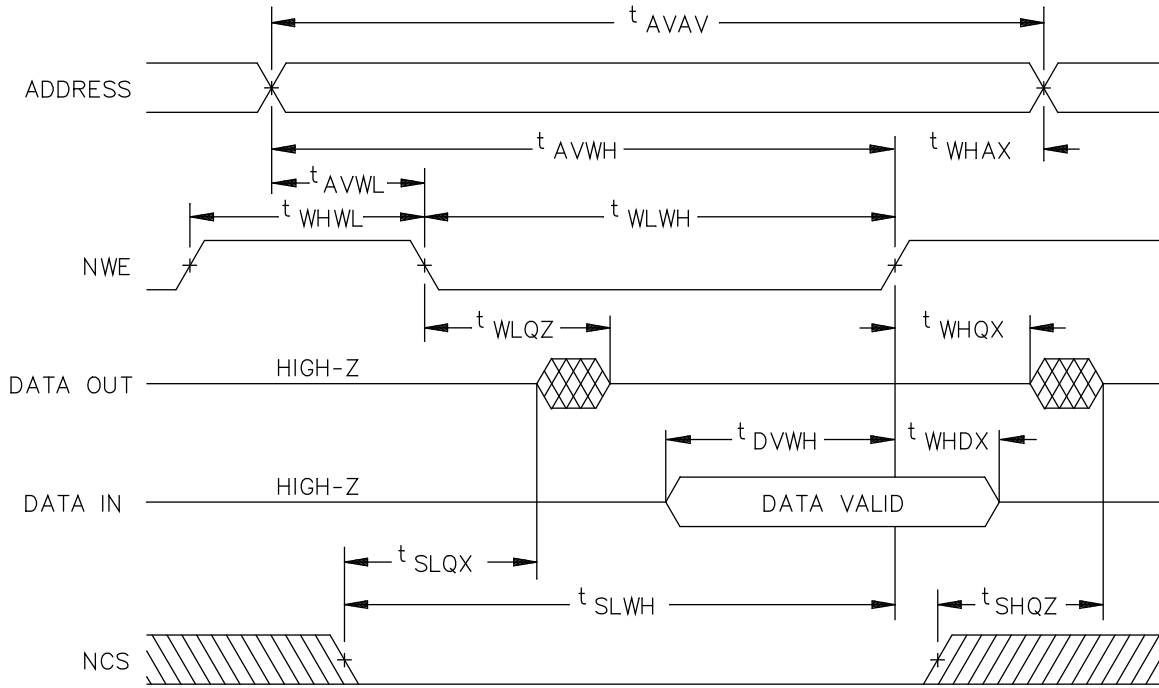 t AVAV
ADDRESS
t AVWH
t WHAX
t AVWL
t WHWL
t WLWH
NWE
t WLQZ
t WHQX
HIGH-Z
DATA OUT
t DVWH
t WHDX
HIGH-Z
DATA IN
DATA VALID
t SLQX
t SLWH
t SHQZ
NCS